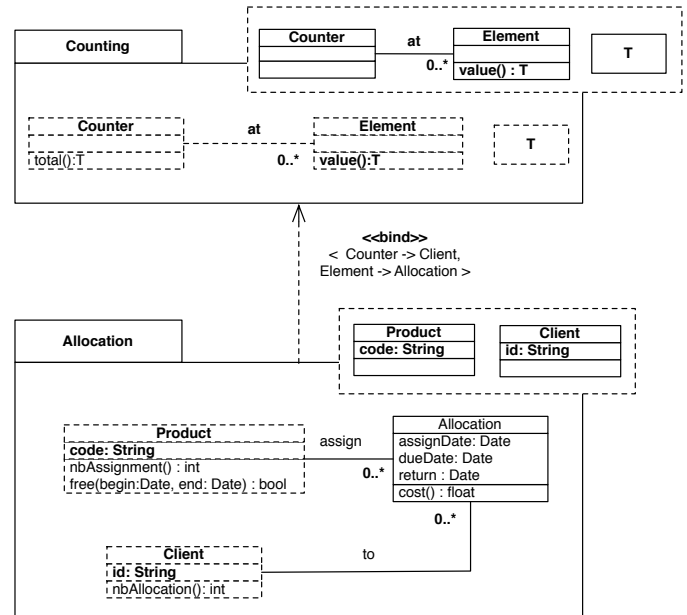 Counting
Counter
at
0..*
Element
value() : T
T
Counter
total():T
at
0..*
Element
value():T
T
<<bind>>
< Counter -> Client,
Element -> Allocation >
Allocation
Product
code: String
Client
id: String
Product
code: String
nbAssignment() : int
free(begin:Date, end: Date) : bool
assign
0..*
Allocation
assignDate: Date
dueDate: Date
return : Date
cost() : float
0..*
to
Client
id: String
nbAllocation(): int